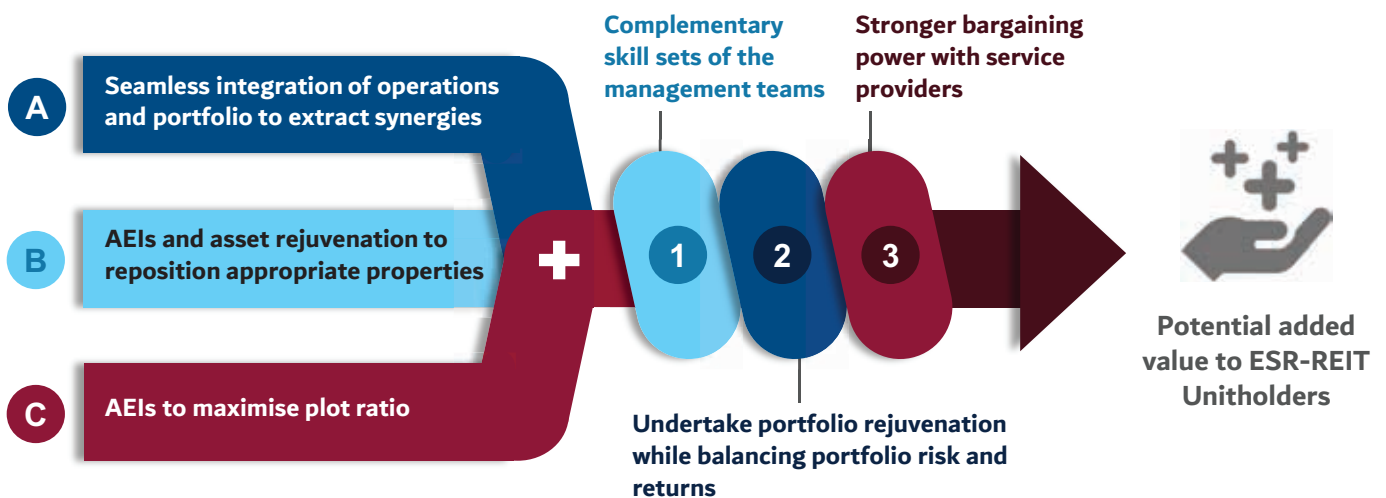 A
Seamless integration of operations
and portfolio to extract synergies
B
AEIs and asset rejuvenation to
reposition appropriate properties
C
AEIs to maximise plot ratio
Complementary
skill sets of the
management teams
Stronger bargaining
power with service
providers
1
2
3
Undertake portfolio rejuvenation
while balancing portfolio risk and
returns
Potential added
value to ESR-REIT
Unitholders